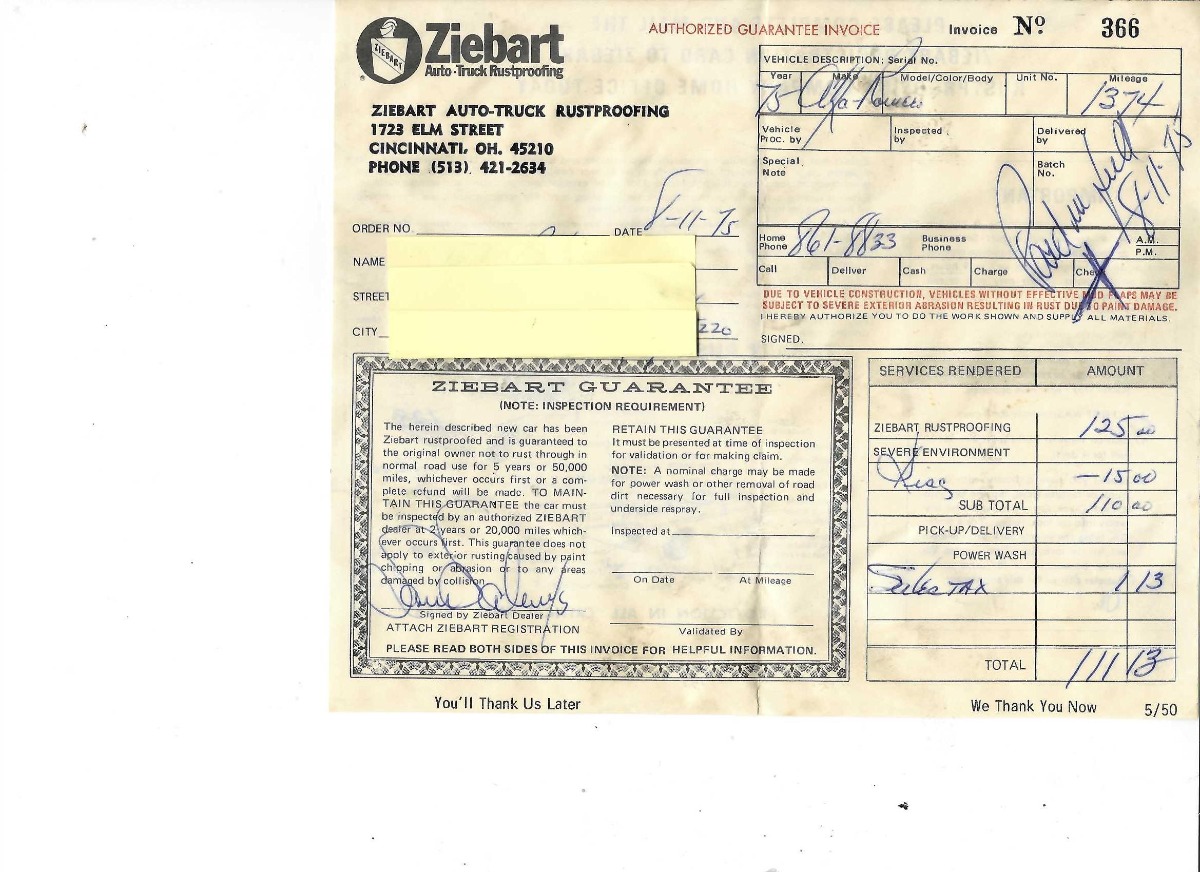 ZIEBART
Ziebart
Auto-Truck Rustproofing
AUTHORIZED GUARANTEE INVOICE
Invoice Nº 366
ZIEBART AUTO-TRUCK RUSTPROOFING
1723 ELM STREET
CINCINNATI, OH. 45210
PHONE (513) 421-2634
VEHICLE DESCRIPTION: Serial No.
Year Make Model/Color/Body Unit No. Mileage
75 Alfa-Romeo 1374
Vehicle Proc. by Inspected by Delivered by
Special Note Batch No.
Paid in full
8-11-75
Home Phone 861-8833 Business Phone A.M. P.M.
Call Deliver Cash Charge Check
X
ORDER NO. DATE 8-11-75
NAME
STREET
CITY 220
DUE TO VEHICLE CONSTRUCTION, VEHICLES WITHOUT EFFECTIVE MUD FLAPS MAY BE
SUBJECT TO SEVERE EXTERIOR ABRASION RESULTING IN RUST DUE TO PAINT DAMAGE.
I HEREBY AUTHORIZE YOU TO DO THE WORK SHOWN AND SUPPLY ALL MATERIALS.
SIGNED.
ZIEBART GUARANTEE
(NOTE: INSPECTION REQUIREMENT)
The herein described new car has been
Ziebart rustproofed and is guaranteed to
the original owner not to rust through in
normal road use for 5 years or 50,000
miles, whichever occurs first or a com-
plete refund will be made. TO MAIN-
TAIN THIS GUARANTEE the car must
be inspected by an authorized ZIEBART
dealer at 2 years or 20,000 miles which-
ever occurs first. This guarantee does not
apply to exterior rusting caused by paint
chipping or abrasion or to any areas
damaged by collision
Signed by Ziebart Dealer
ATTACH ZIEBART REGISTRATION
RETAIN THIS GUARANTEE
It must be presented at time of inspection
for validation or for making claim.
NOTE: A nominal charge may be made
for power wash or other removal of road
dirt necessary for full inspection and
underside respray.
Inspected at
On Date At Mileage
Validated By
PLEASE READ BOTH SIDES OF THIS INVOICE FOR HELPFUL INFORMATION.
SERVICES RENDERED AMOUNT
ZIEBART RUSTPROOFING 125 00
SEVERE ENVIRONMENT
-15 00
SUB TOTAL 110 00
PICK-UP/DELIVERY
POWER WASH
Sales TAX 1 13
TOTAL 111 13
You'll Thank Us Later
We Thank You Now
5/50